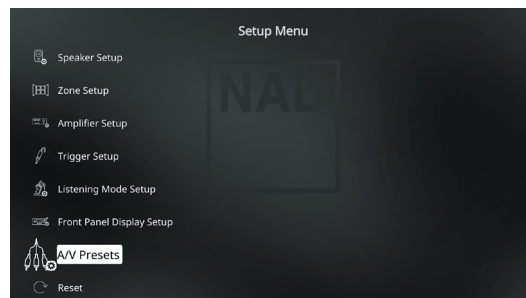 Setup Menu
Speaker Setup
Zone Setup
NAD
Amplifier Setup
Trigger Setup
Listening Mode Setup
Front Panel Display Setup
A/V Presets
Reset